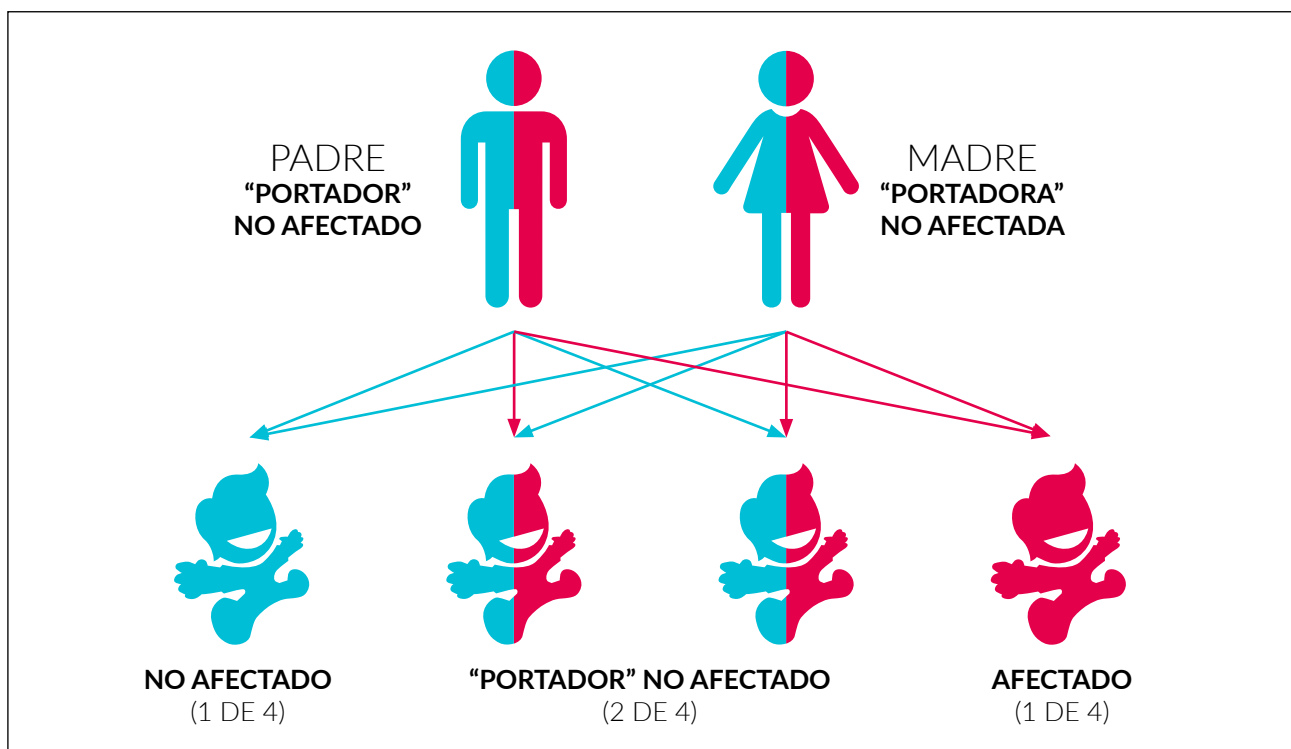 PADRE
“PORTADOR”
NO AFECTADO
MADRE
“PORTADORA”
NO AFECTADA
NO AFECTADO
(1 DE 4)
“PORTADOR” NO AFECTADO
(2 DE 4)
AFECTADO
(1 DE 4)